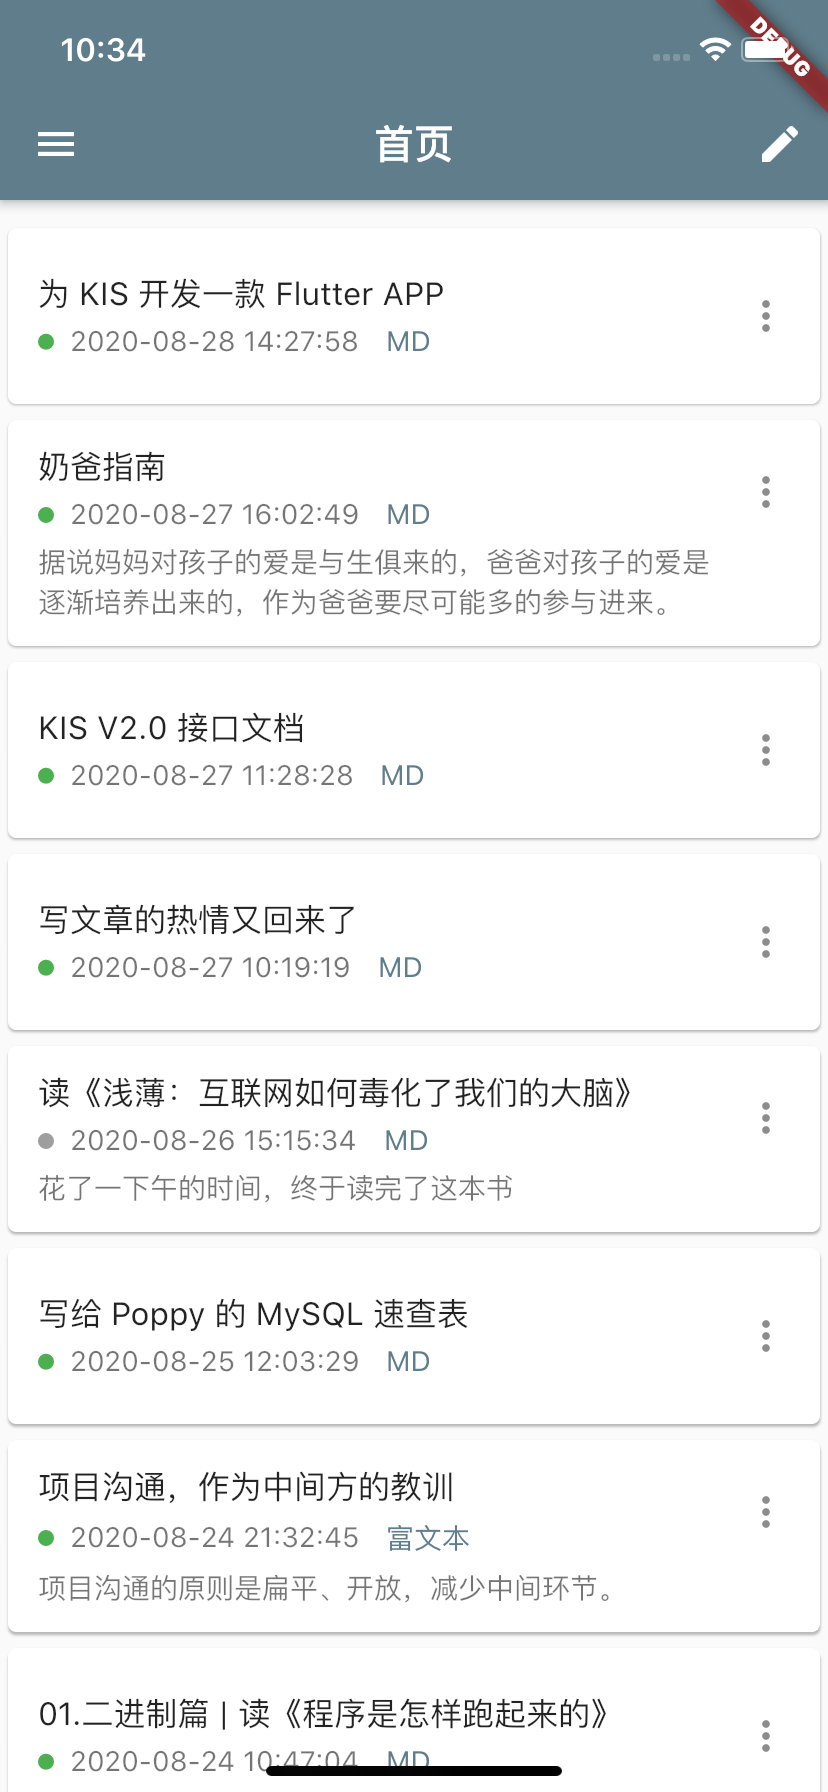 10:34
DEBUG
首页
为 KIS 开发一款 Flutter APP
2020-08-28 14:27:58 MD
奶爸指南
2020-08-27 16:02:49 MD
据说妈妈对孩子的爱是与生俱来的，爸爸对孩子的爱是
逐渐培养出来的，作为爸爸要尽可能多的参与进来。
KIS V2.0 接口文档
2020-08-27 11:28:28 MD
写文章的热情又回来了
2020-08-27 10:19:19 MD
读《浅薄：互联网如何毒化了我们的大脑》
2020-08-26 15:15:34 MD
花了一下午的时间，终于读完了这本书
写给 Poppy 的 MySQL 速查表
2020-08-25 12:03:29 MD
项目沟通，作为中间方的教训
2020-08-24 21:32:45 富文本
项目沟通的原则是扁平、开放，减少中间环节。
01.二进制篇 | 读《程序是怎样跑起来的》
2020-08-24 10:47:04 MD